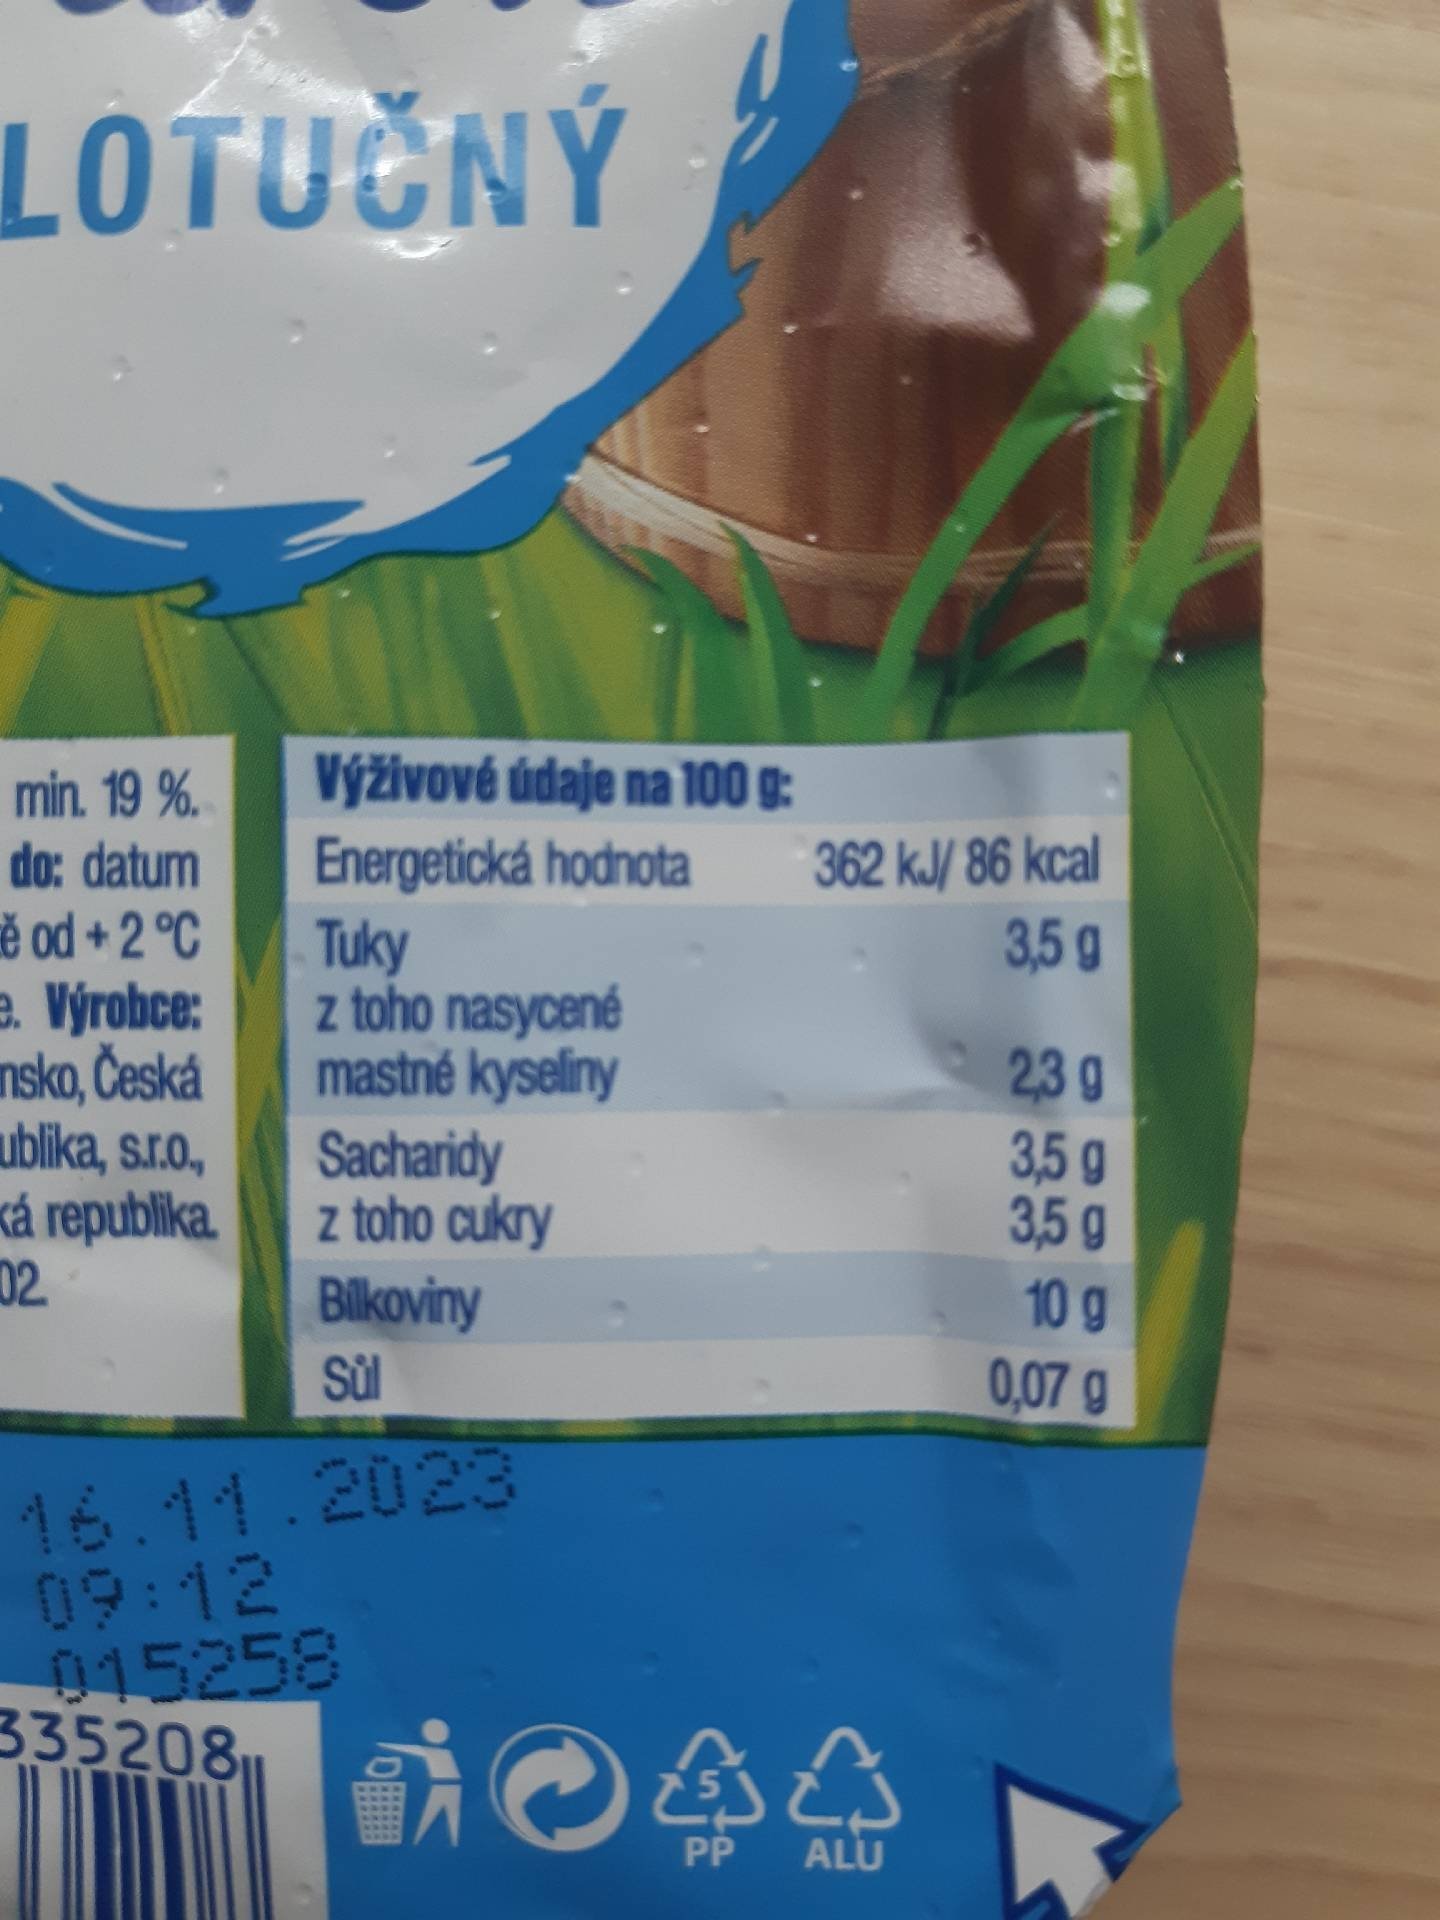 LOTUČNÝ
min. 19 %.
do: datum
ě od + 2 °C
e. Výrobce:
nsko, Česká
ublika, s.r.o.,
ká republika.
02.
Výživové údaje na 100 g:
Energetická hodnota 362 kJ/ 86 kcal
Tuky 3,5 g
z toho nasycené
mastné kyseliny 2,3 g
Sacharidy 3,5 g
z toho cukry 3,5 g
Bílkoviny 10 g
Sůl 0,07 g
16.11.2023
09:12
015258
335208
5
PP
ALU